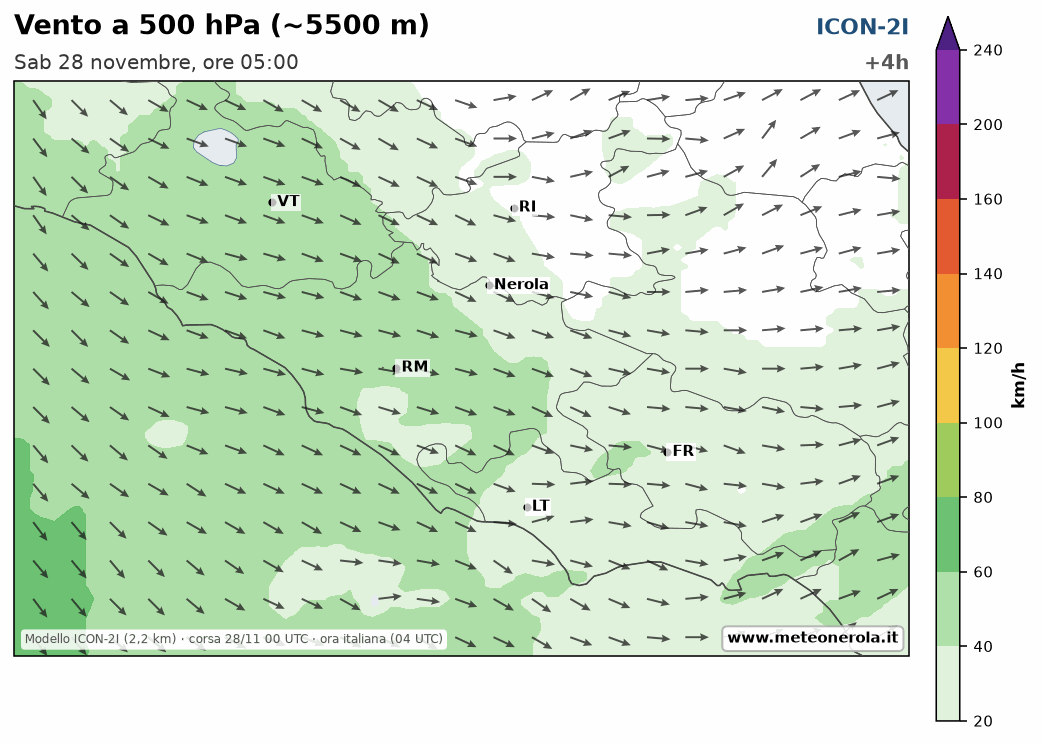 Vento a 500 hPa (~5500 m)
ICON-2I
Sab 28 novembre, ore 05:00
+4h
240
200
160
140
120
100
80
60
40
20
km/h
VT
RI
Nerola
RM
FR
LT
Modello ICON-2I (2,2 km) · corsa 28/11 00 UTC · ora italiana (04 UTC)
www.meteonerola.it